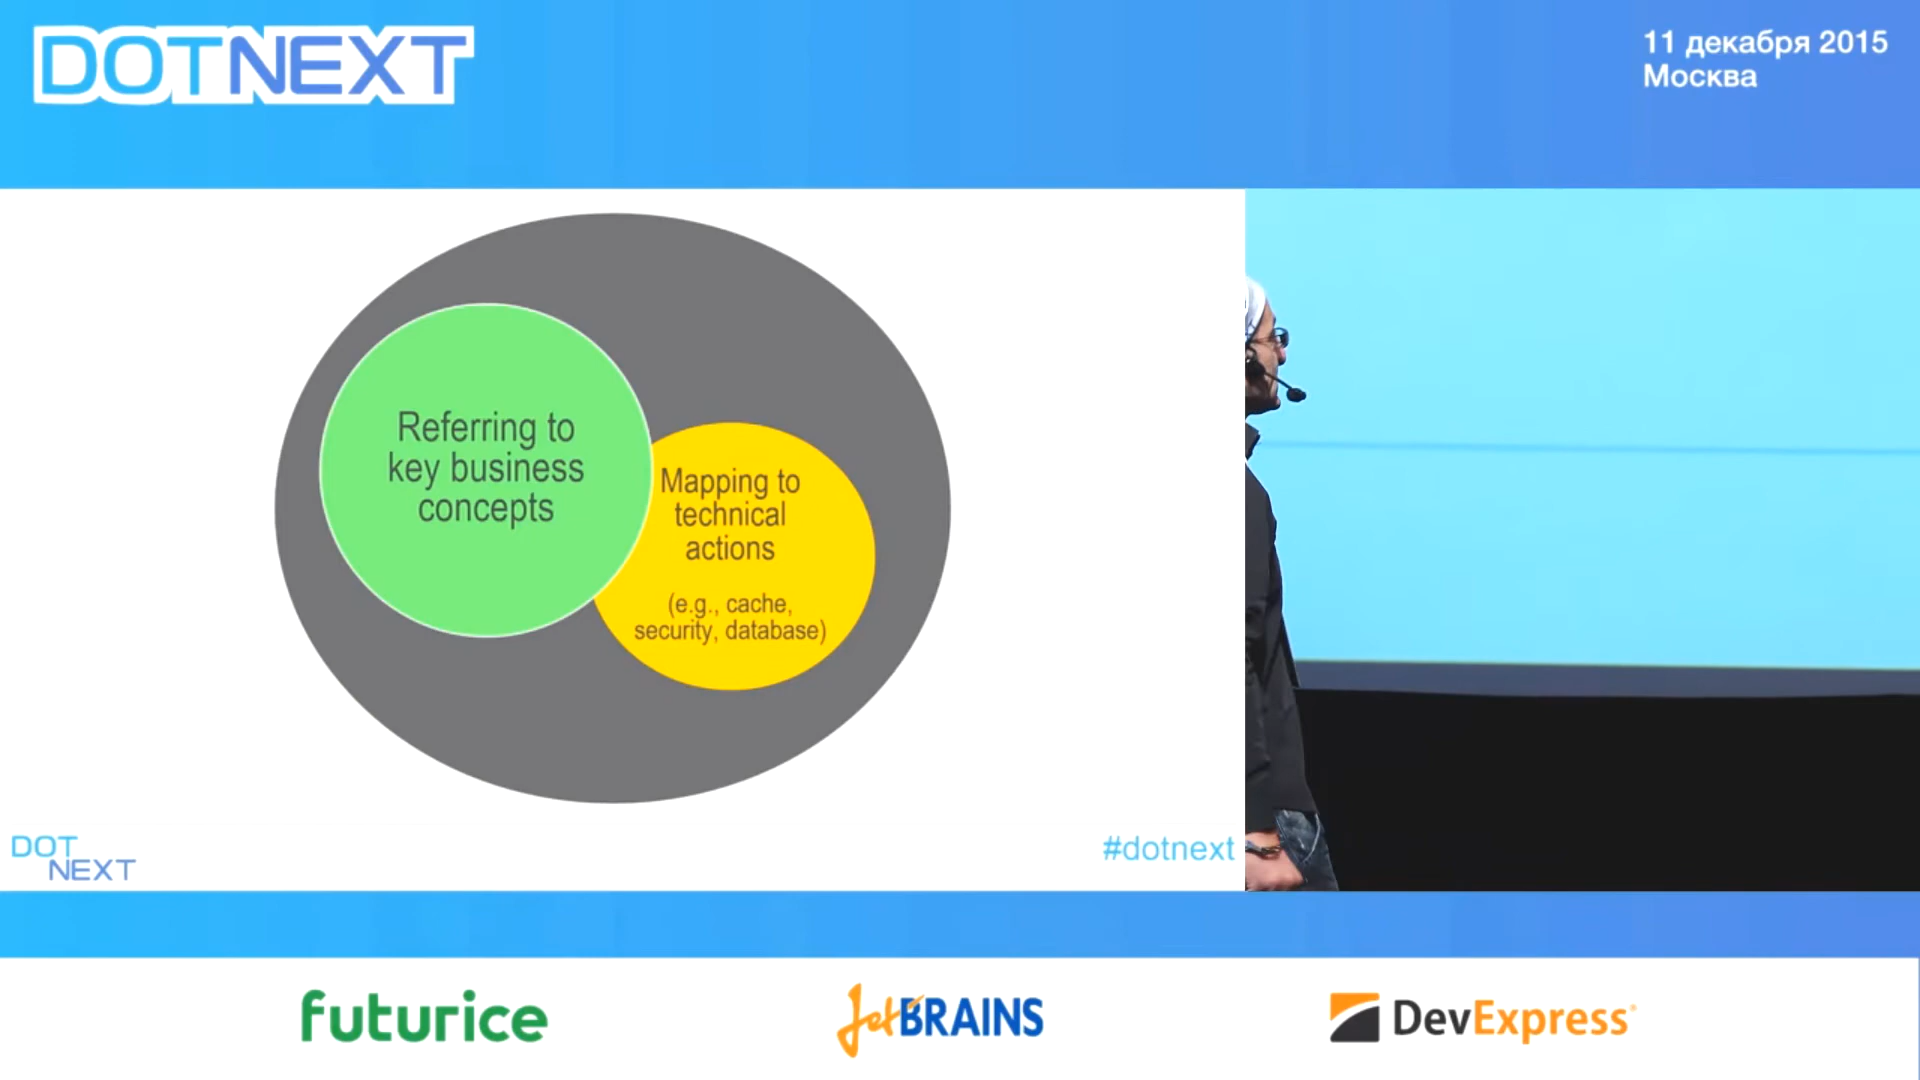 DOTNEXT
11 декабря 2015
Москва
Referring to
key business
concepts
Mapping to
technical
actions
(e.g., cache,
security, database)
DOT
NEXT
#dotnext
futurice
JetBRAINS
DevExpress